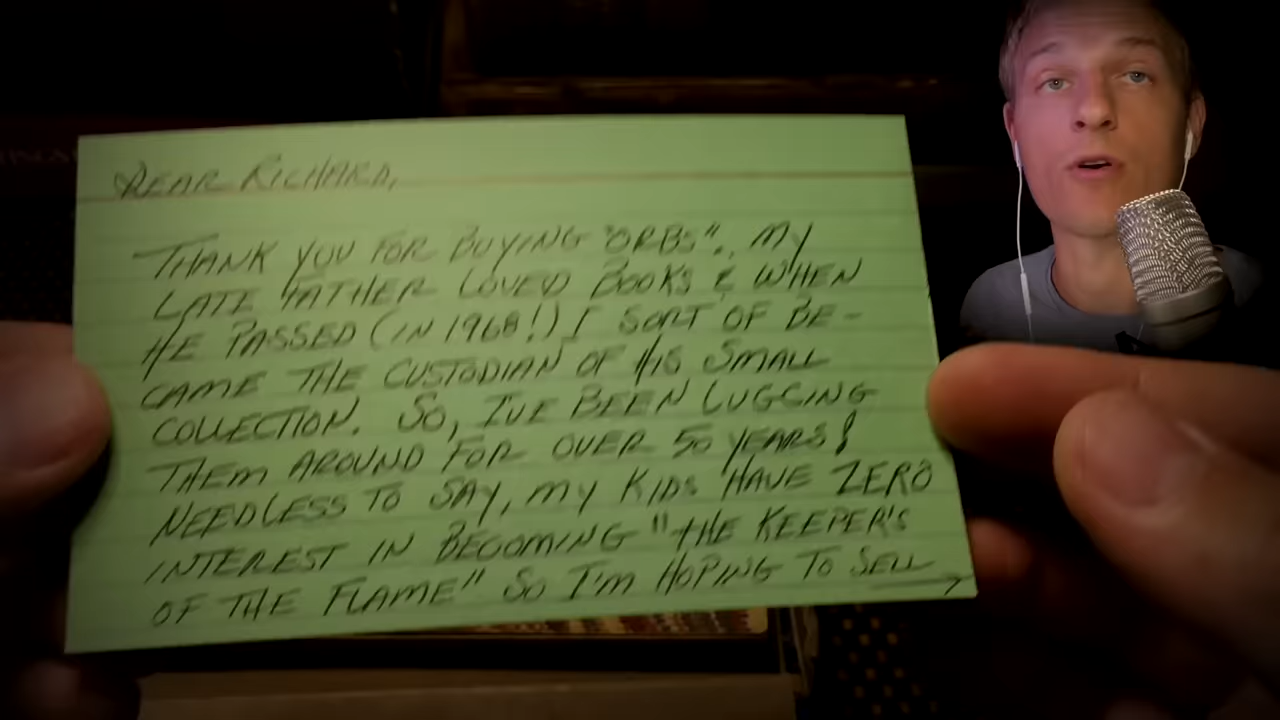 DEAR RICHARD,
THANK YOU FOR BUYING "ORBS". MY
LATE FATHER LOVED BOOKS & WHEN
HE PASSED (IN 1968!) I SORT OF BE-
CAME THE CUSTODIAN OF HIS SMALL
COLLECTION. SO, I'VE BEEN LUGGING
THEM AROUND FOR OVER 50 YEARS!
NEEDLESS TO SAY, MY KIDS HAVE ZERO
INTEREST IN BECOMING "THE KEEPER'S
OF THE FLAME" SO I'M HOPING TO SELL